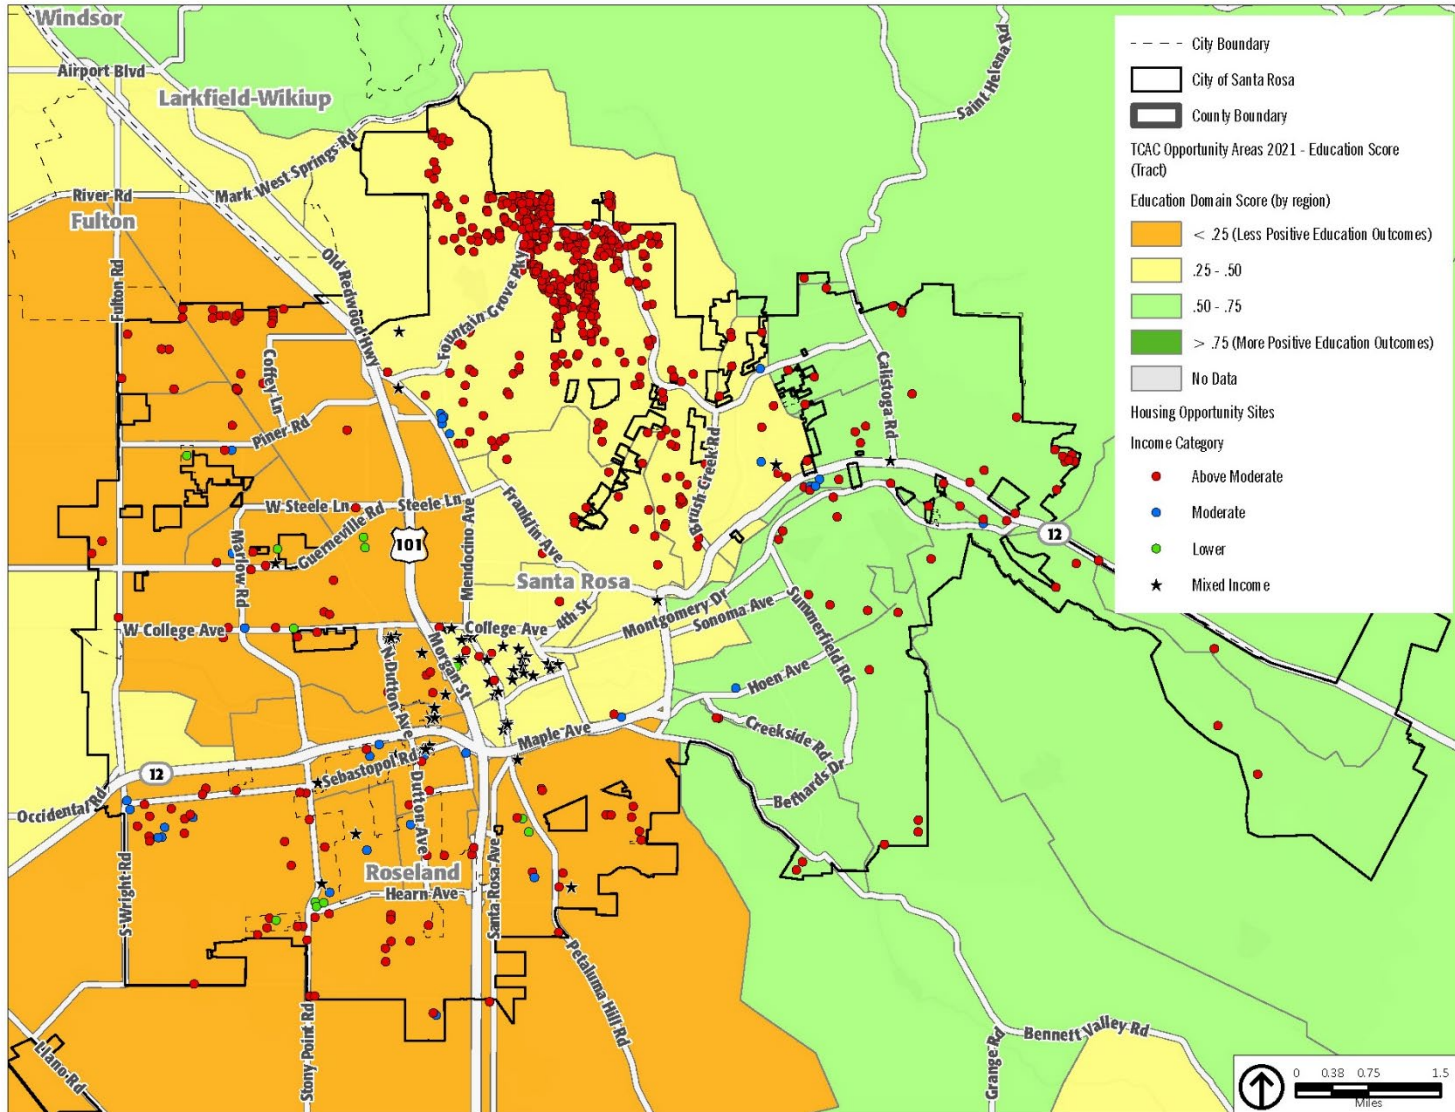 Windsor
Airport Blvd
Larkfield-Wikiup
Mark West Springs Rd
Saint Helena Rd
River Rd
Fulton
Fulton Rd
Old Redwood Hwy
Fountain Grove Pky
Coffey Ln
Piner Rd
Calistoga Rd
Brush Creek Rd
W Steele Ln
Steele Ln
Guerneville Rd
Marlow Rd
101
Mendocino Ave
Franklin Ave
12
Santa Rosa
W College Ave
College Ave
4th St
Montgomery Dr
Sonoma Ave
Summerfield Rd
N Dutton Ave
Morgan St
Hoen Ave
Creekside Rd
Bethards Dr
Maple Ave
12
Sebastopol Rd
Dutton Ave
Occidental Rd
Roseland
Hearn Ave
S Wright Rd
Santa Rosa Ave
Petaluma Hill Rd
Stony Point Rd
Llano Rd
Grange Rd
Bennett Valley Rd
City Boundary
City of Santa Rosa
County Boundary
TCAC Opportunity Areas 2021 - Education Score
(Tract)
Education Domain Score (by region)
< .25 (Less Positive Education Outcomes)
.25 - .50
.50 - .75
> .75 (More Positive Education Outcomes)
No Data
Housing Opportunity Sites
Income Category
Above Moderate
Moderate
Lower
Mixed Income
0 0.38 0.75 1.5
Miles